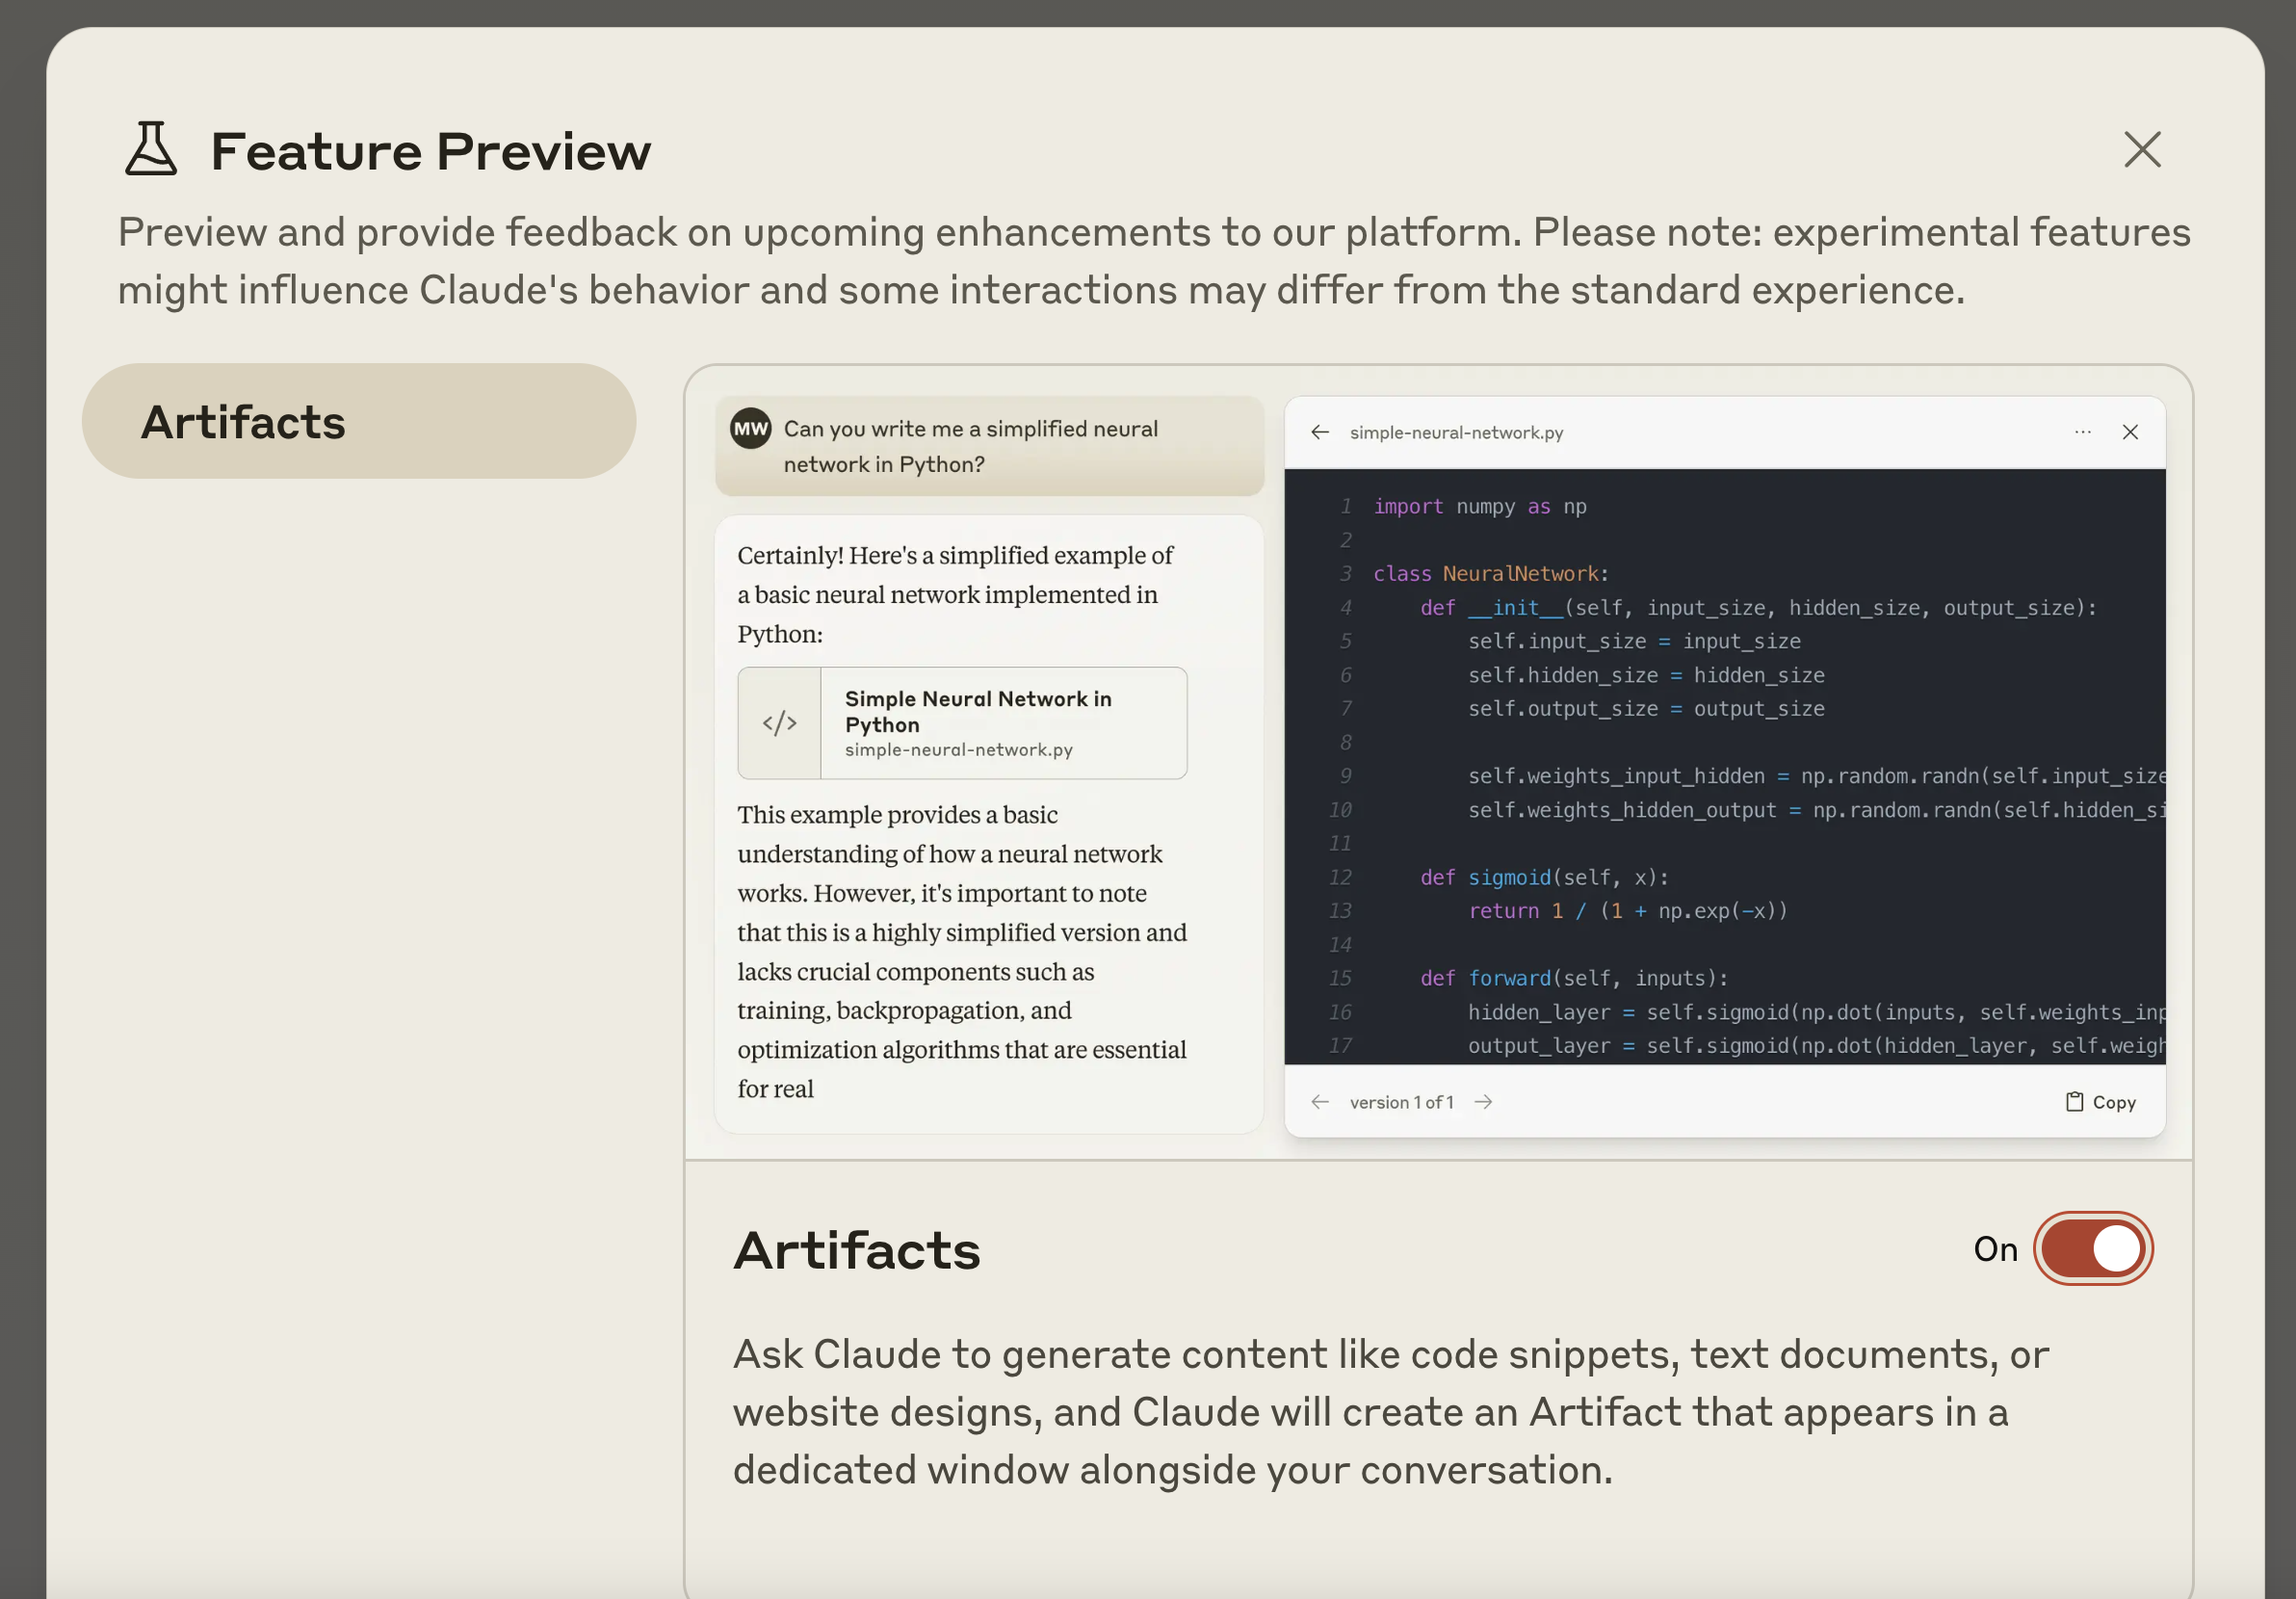 Feature Preview
Preview and provide feedback on upcoming enhancements to our platform. Please note: experimental features
might influence Claude's behavior and some interactions may differ from the standard experience.
Artifacts
MW
Can you write me a simplified neural
network in Python?
Certainly! Here's a simplified example of
a basic neural network implemented in
Python:
</>
Simple Neural Network in
Python
simple-neural-network.py
This example provides a basic
understanding of how a neural network
works. However, it's important to note
that this is a highly simplified version and
lacks crucial components such as
training, backpropagation, and
optimization algorithms that are essential
for real
simple-neural-network.py
1 import numpy as np
2
3 class NeuralNetwork:
4 def __init__(self, input_size, hidden_size, output_size):
5 self.input_size = input_size
6 self.hidden_size = hidden_size
7 self.output_size = output_size
8
9 self.weights_input_hidden = np.random.randn(self.input_size
10 self.weights_hidden_output = np.random.randn(self.hidden_si
11
12 def sigmoid(self, x):
13 return 1 / (1 + np.exp(-x))
14
15 def forward(self, inputs):
16 hidden_layer = self.sigmoid(np.dot(inputs, self.weights_inp
17 output_layer = self.sigmoid(np.dot(hidden_layer, self.weigh
version 1 of 1
Copy
Artifacts
On
Ask Claude to generate content like code snippets, text documents, or
website designs, and Claude will create an Artifact that appears in a
dedicated window alongside your conversation.